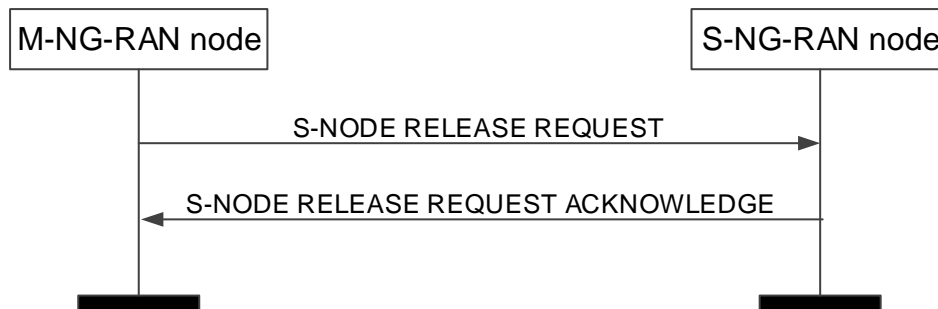 M-NG-RAN node
S-NG-RAN node
S-NODE RELEASE REQUEST
S-NODE RELEASE REQUEST ACKNOWLEDGE